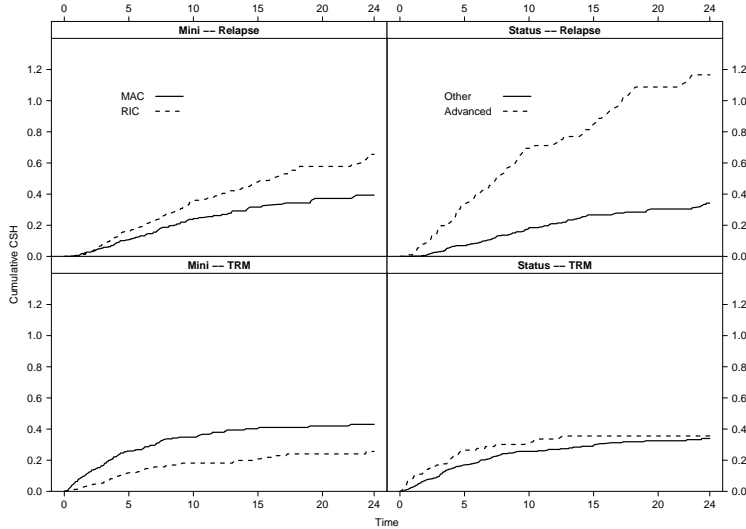 0 5 10 15 20 24 0 5 10 15 20 24
Mini −− Relapse Status −− Relapse
1.2 1.2
MAC Other
RIC Advanced
1.0 1.0
0.8 0.8
0.6 0.6
0.4 0.4
0.2 0.2
0.0 0.0
Cumulative CSH
Mini −− TRM Status −− TRM
1.2 1.2
1.0 1.0
0.8 0.8
0.6 0.6
0.4 0.4
0.2 0.2
0.0 0.0
0 5 10 15 20 24 0 5 10 15 20 24
Time